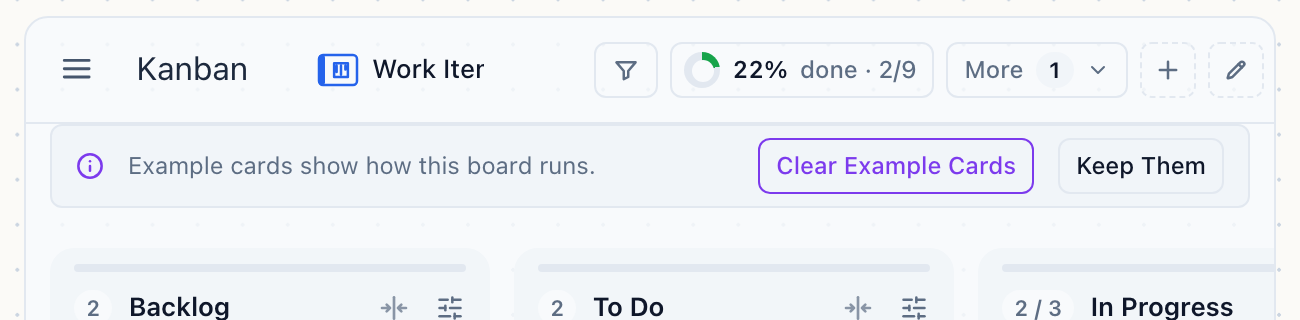 Kanban Work Iter 22% done · 2/9 More 1
Example cards show how this board runs. Clear Example Cards Keep Them
2 Backlog 2 To Do 2 / 3 In Progress